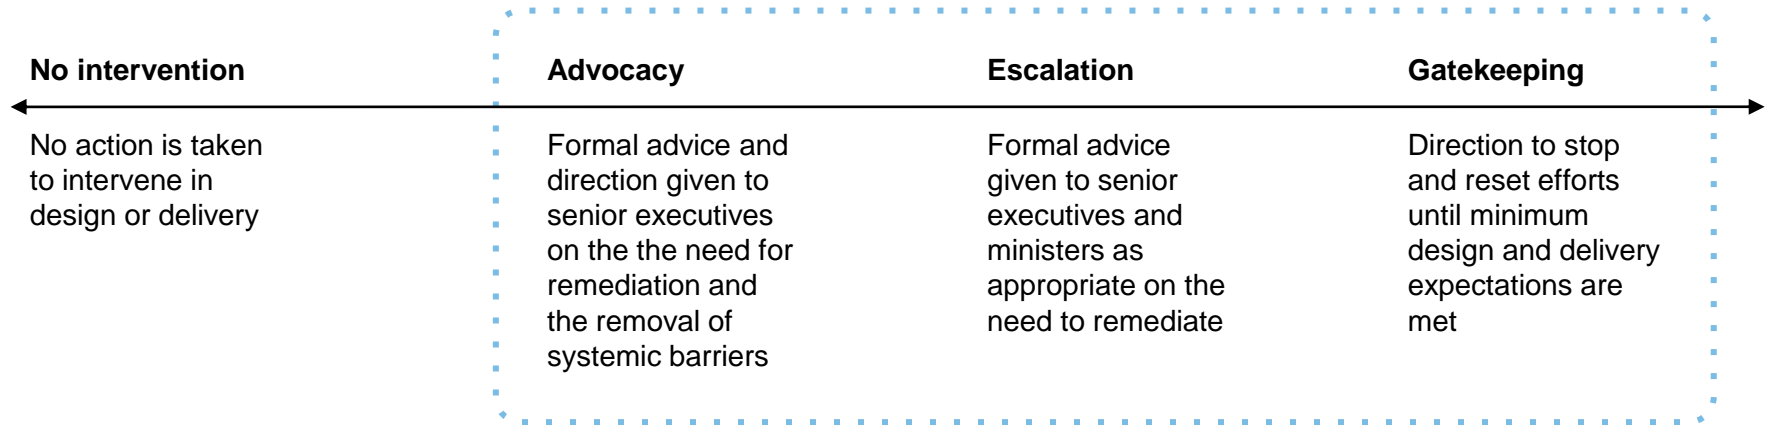 No intervention
No action is taken
to intervene in
design or delivery
Advocacy
Formal advice and
direction given to
senior executives
on the the need for
remediation and
the removal of
systemic barriers
Escalation
Formal advice
given to senior
executives and
ministers as
appropriate on the
need to remediate
Gatekeeping
Direction to stop
and reset efforts
until minimum
design and delivery
expectations are
met